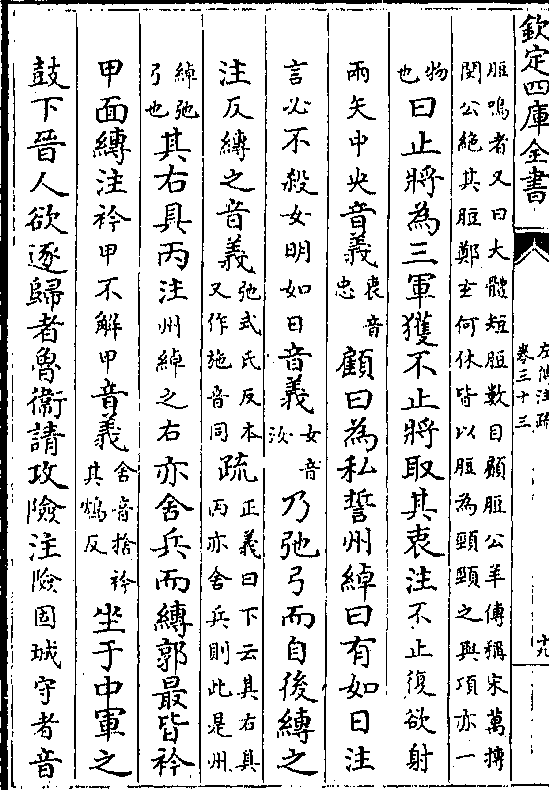 欽定四庫全書
左傳注疏
卷三十三
十九
脰鳴者又曰大體短脰數目顧脰公羊傳稱宋萬搏
閔公絶其脰鄭玄何休皆以脰為頸頸之與項亦一
物
也曰止將為三軍獲不止將取其衷注不止復欲射
兩矢中央音義衷音
忠顧曰為私誓州綽曰有如日注
言必不殺女明如日音義女音
汝乃弛弓而自後縛之
注反縛之音義弛式氏反本
又作施音同疏正義曰下云其右具
丙亦舍兵則此是州
綽弛
弓也其右具丙注州綽之右亦舍兵而縛郭最皆衿
甲面縛注衿甲不解甲音義舍音捨衿
其鴆反坐于中軍之
鼓下晉人欲逐歸者魯衛請攻險注險固城守者音